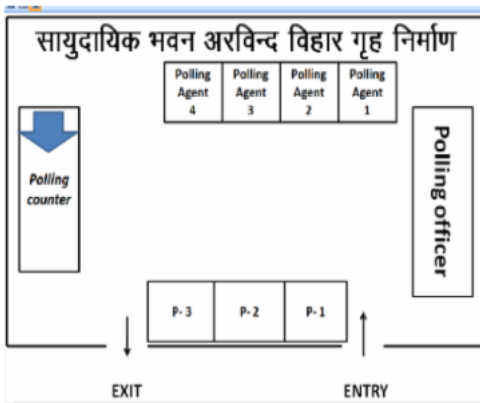 सायुदायिक भवन अरविन्द विहार गृह निर्माण
Polling Agent 4
Polling Agent 3
Polling Agent 2
Polling Agent 1
Polling counter
Polling officer
P- 3
P- 2
P- 1
EXIT
ENTRY